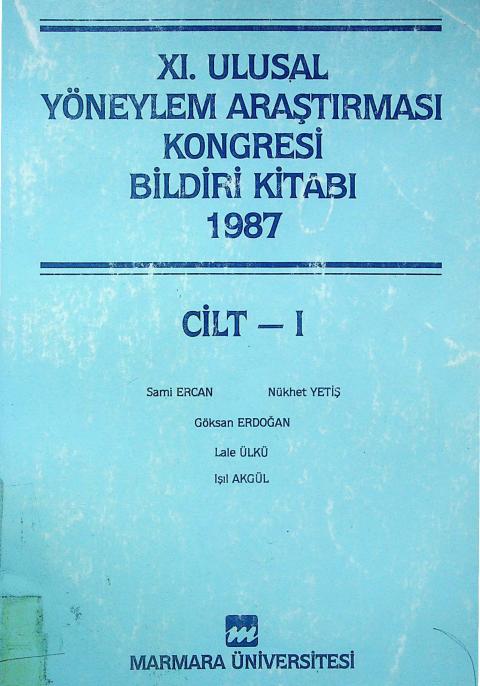 XI. ULUSAL
YÖNEYLEM ARAŞTIRMASI
KONGRESİ
BİLDİRİ KİTABI
1987
CİLT — I
Sami ERCAN Nükhet YETİŞ
Göksan ERDOĞAN
Lale ÜLKÜ
Işıl AKGÜL
m
MARMARA ÜNİVERSİTESİ